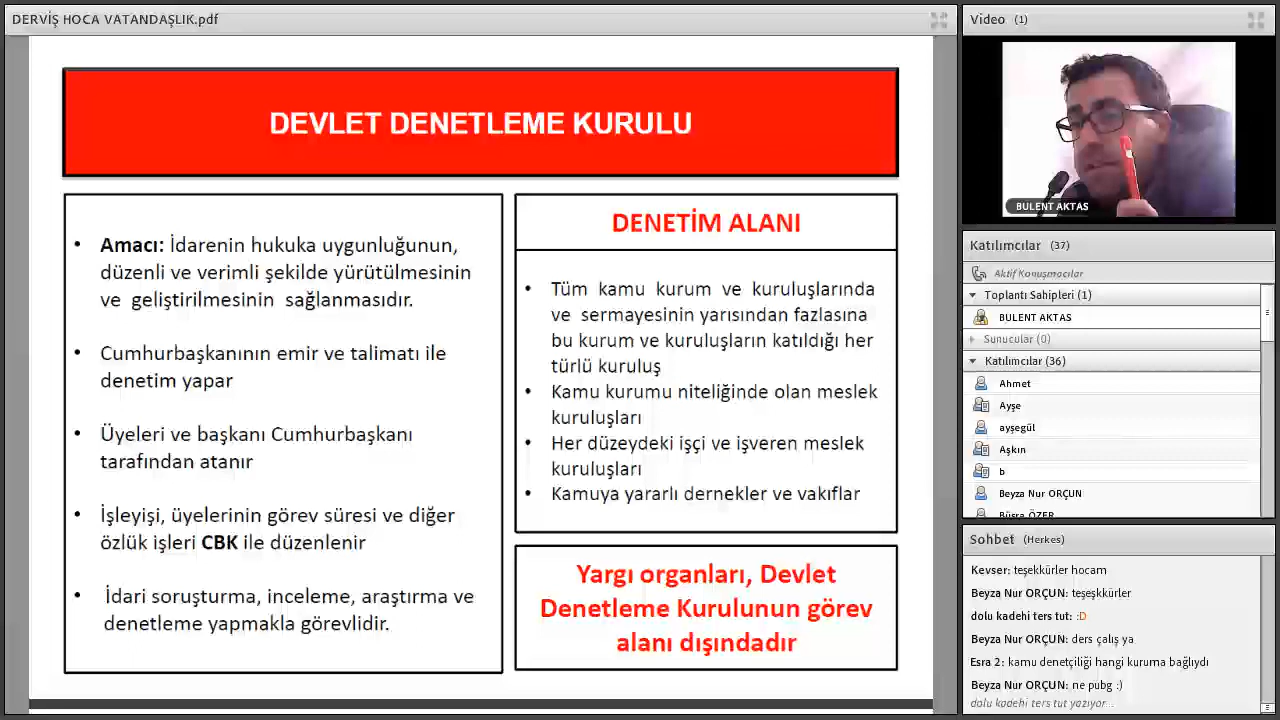 DERVİŞ HOCA VATANDAŞLIK.pdf
DEVLET DENETLEME KURULU
• Amacı: İdarenin hukuka uygunluğunun,
düzenli ve verimli şekilde yürütülmesinin
ve geliştirilmesinin sağlanmasıdır.
• Cumhurbaşkanının emir ve talimatı ile
denetim yapar
• Üyeleri ve başkanı Cumhurbaşkanı
tarafından atanır
• İşleyişi, üyelerinin görev süresi ve diğer
özlük işleri CBK ile düzenlenir
• İdari soruşturma, inceleme, araştırma ve
denetleme yapmakla görevlidir.
DENETİM ALANI
• Tüm kamu kurum ve kuruluşlarında
ve sermayesinin yarısından fazlasına
bu kurum ve kuruluşların katıldığı her
türlü kuruluş
• Kamu kurumu niteliğinde olan meslek
kuruluşları
• Her düzeydeki işçi ve işveren meslek
kuruluşları
• Kamuya yararlı dernekler ve vakıflar
Yargı organları, Devlet
Denetleme Kurulunun görev
alanı dışındadır
Video (1)
BULENT AKTAS
Katılımcılar (37)
Aktif Konuşmacılar
Toplantı Sahipleri (1)
BULENT AKTAS
Sunucular (0)
Katılımcılar (36)
Ahmet
Ayşe
ayşegül
Aşkın
b
Beyza Nur ORÇUN
Büşra ÖZER
Sohbet (Herkes)
Kevser: teşekkürler hocam
Beyza Nur ORÇUN: teşeşkkürler
dolu kadehi ters tut: :D
Beyza Nur ORÇUN: ders çalış ya
Esra 2: kamu denetçiliği hangi kuruma bağlıydı
Beyza Nur ORÇUN: ne pubg :)
dolu kadehi ters tut yazıyor...